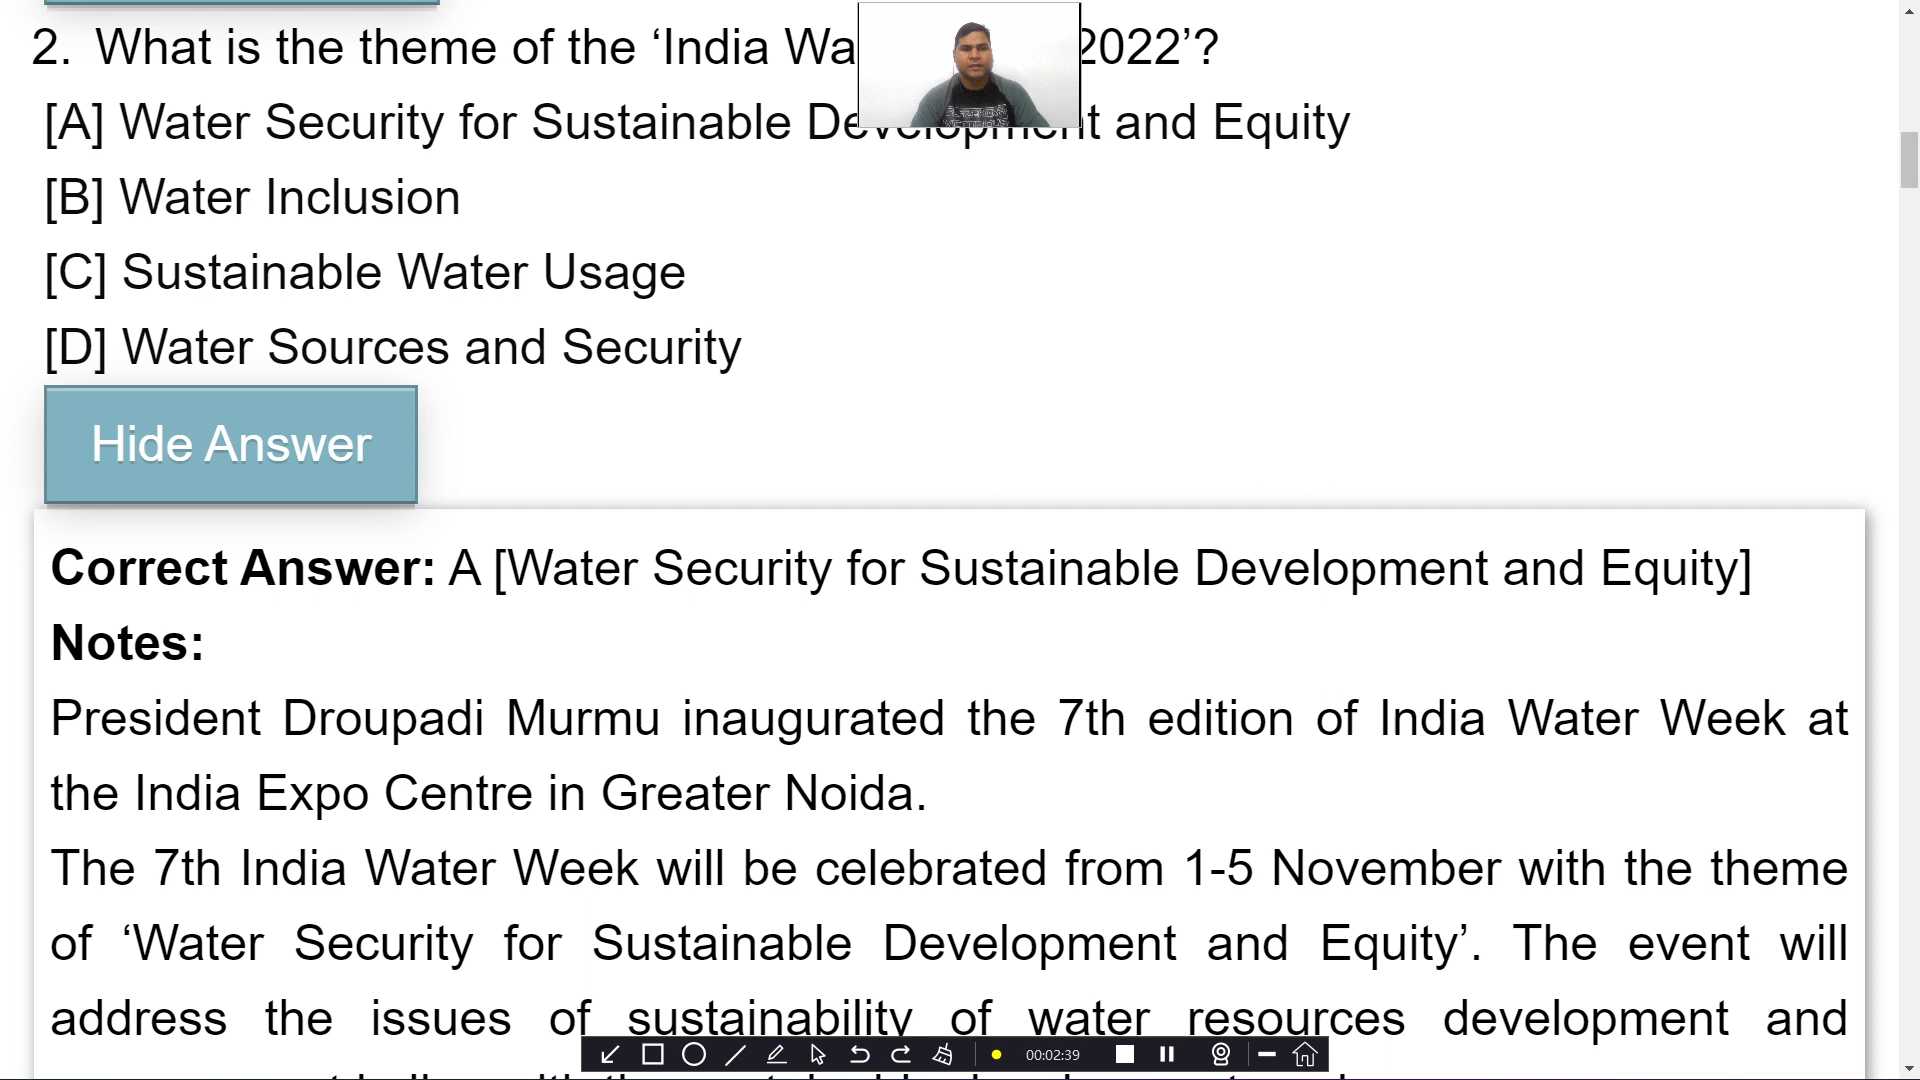 2. What is the theme of the ‘India Wa 2022’?
[A] Water Security for Sustainable Development and Equity
[B] Water Inclusion
[C] Sustainable Water Usage
[D] Water Sources and Security
Hide Answer
Correct Answer: A [Water Security for Sustainable Development and Equity]
Notes:
President Droupadi Murmu inaugurated the 7th edition of India Water Week at
the India Expo Centre in Greater Noida.
The 7th India Water Week will be celebrated from 1-5 November with the theme
of ‘Water Security for Sustainable Development and Equity’. The event will
address the issues of sustainability of water resources development and
00:02:39